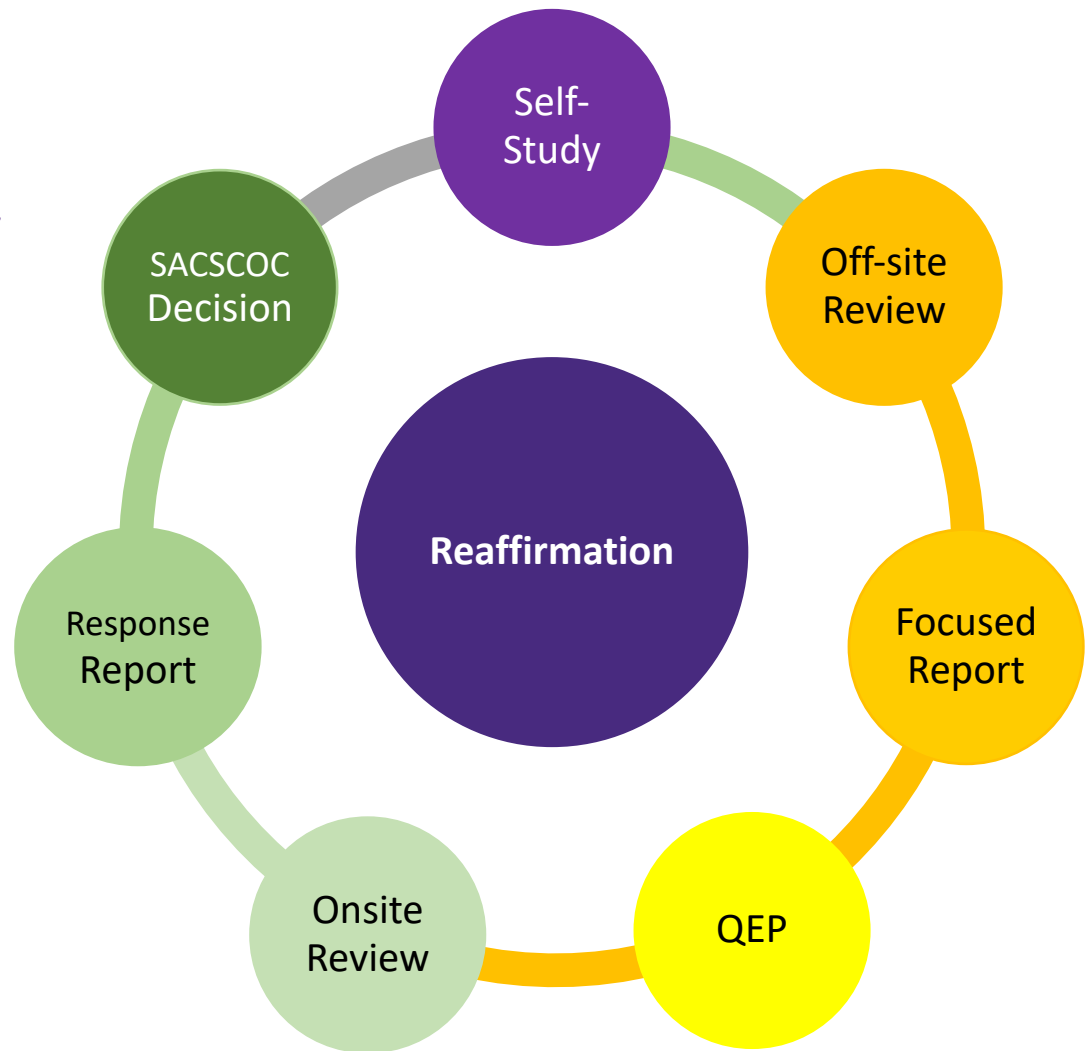 Self-
Study
Off-site
Review
Focused
Report
QEP
Onsite
Review
Response
Report
SACSCOC
Decision
Reaffirmation